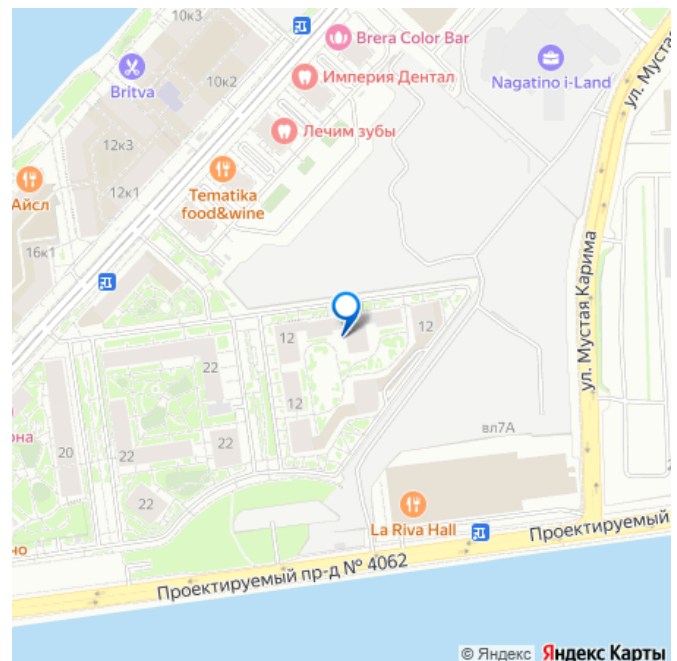 10к3
Brera Color Bar
Britva
10к2
Империя Дентал
Nagatino i-Land
ул. Мустая
Лечим зубы
12к3
12к1
Айсл
Tematika
food&wine
16к1
ул. Мустая Карима
12
12
22
12
22
вл7А
20
22
22
22
La Riva Hall
Проектируемый
Проектируемый пр-д № 4062
© Яндекс Яндекс Карты